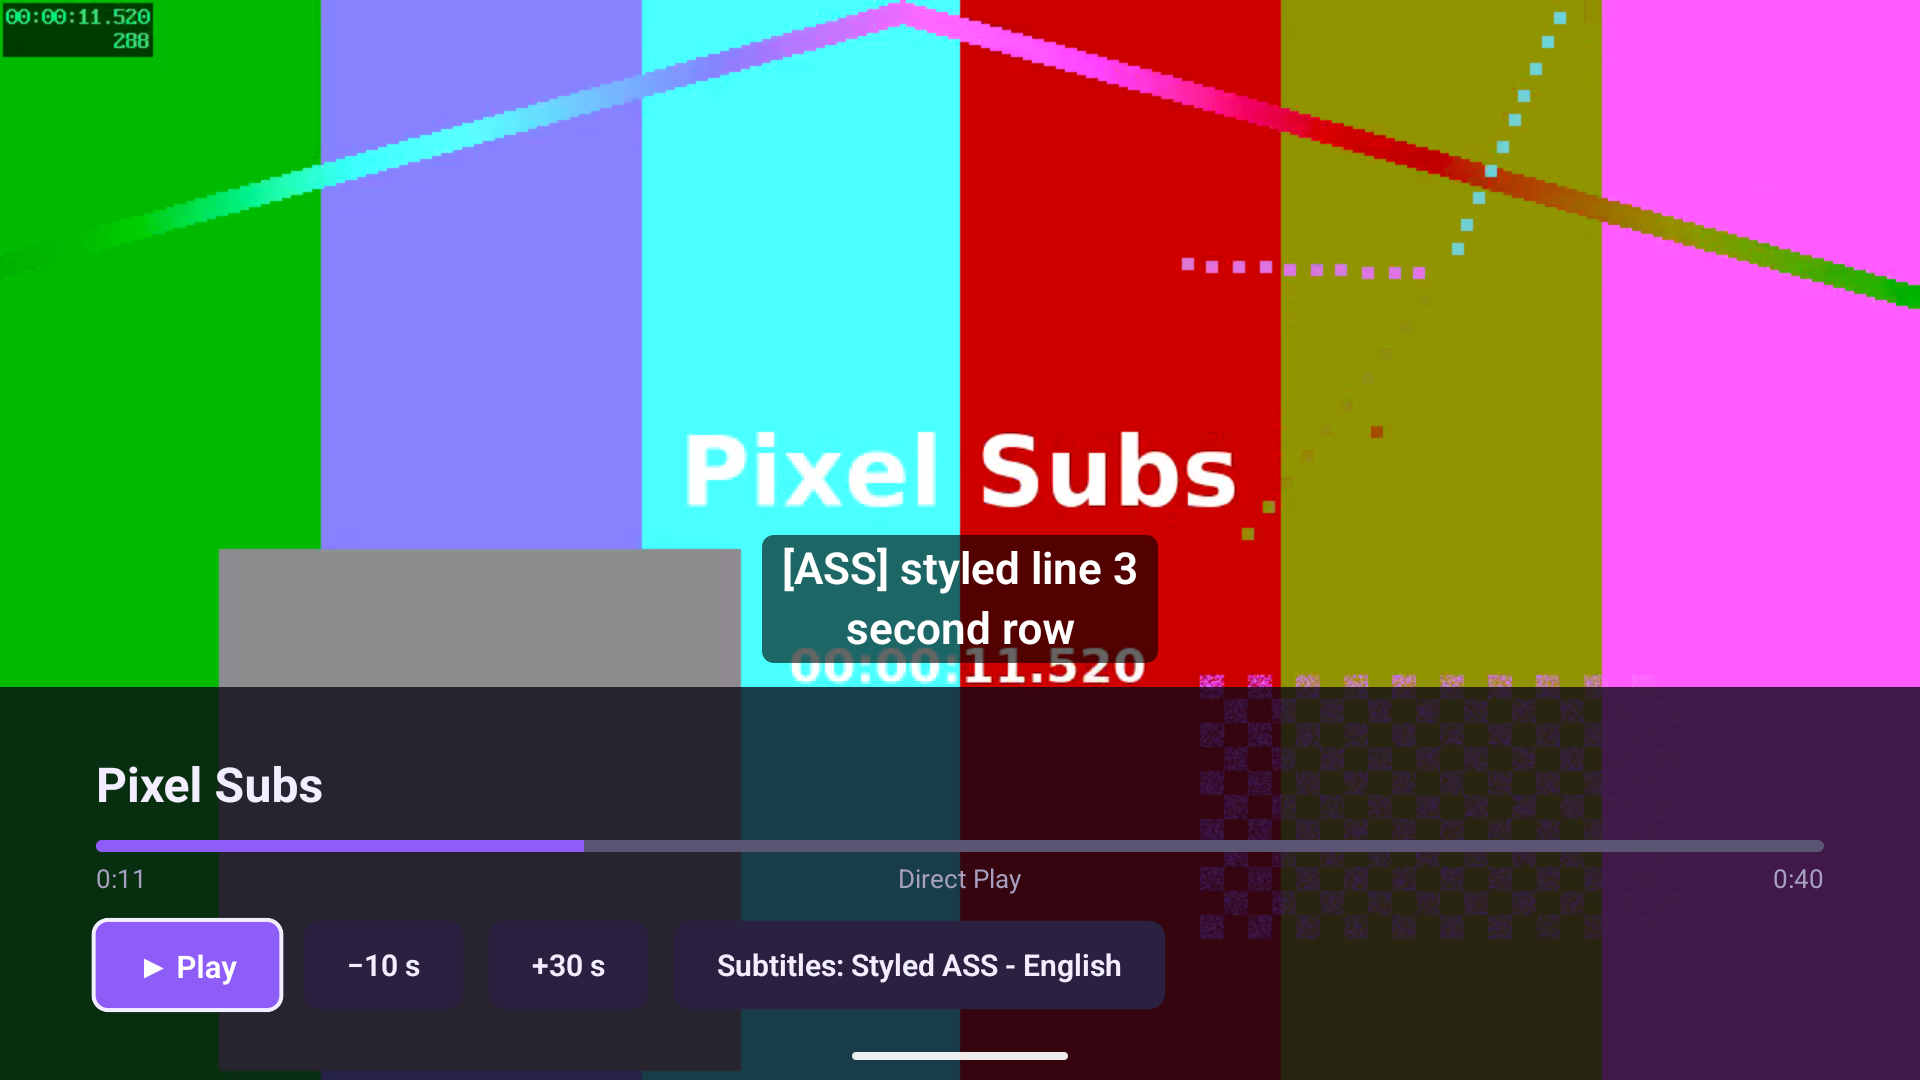 00:00:11.520
288
Pixel Subs
[ASS] styled line 3
second row
00:00:11.520
Pixel Subs
0:11
Direct Play
0:40
▶ Play
−10 s
+30 s
Subtitles: Styled ASS - English